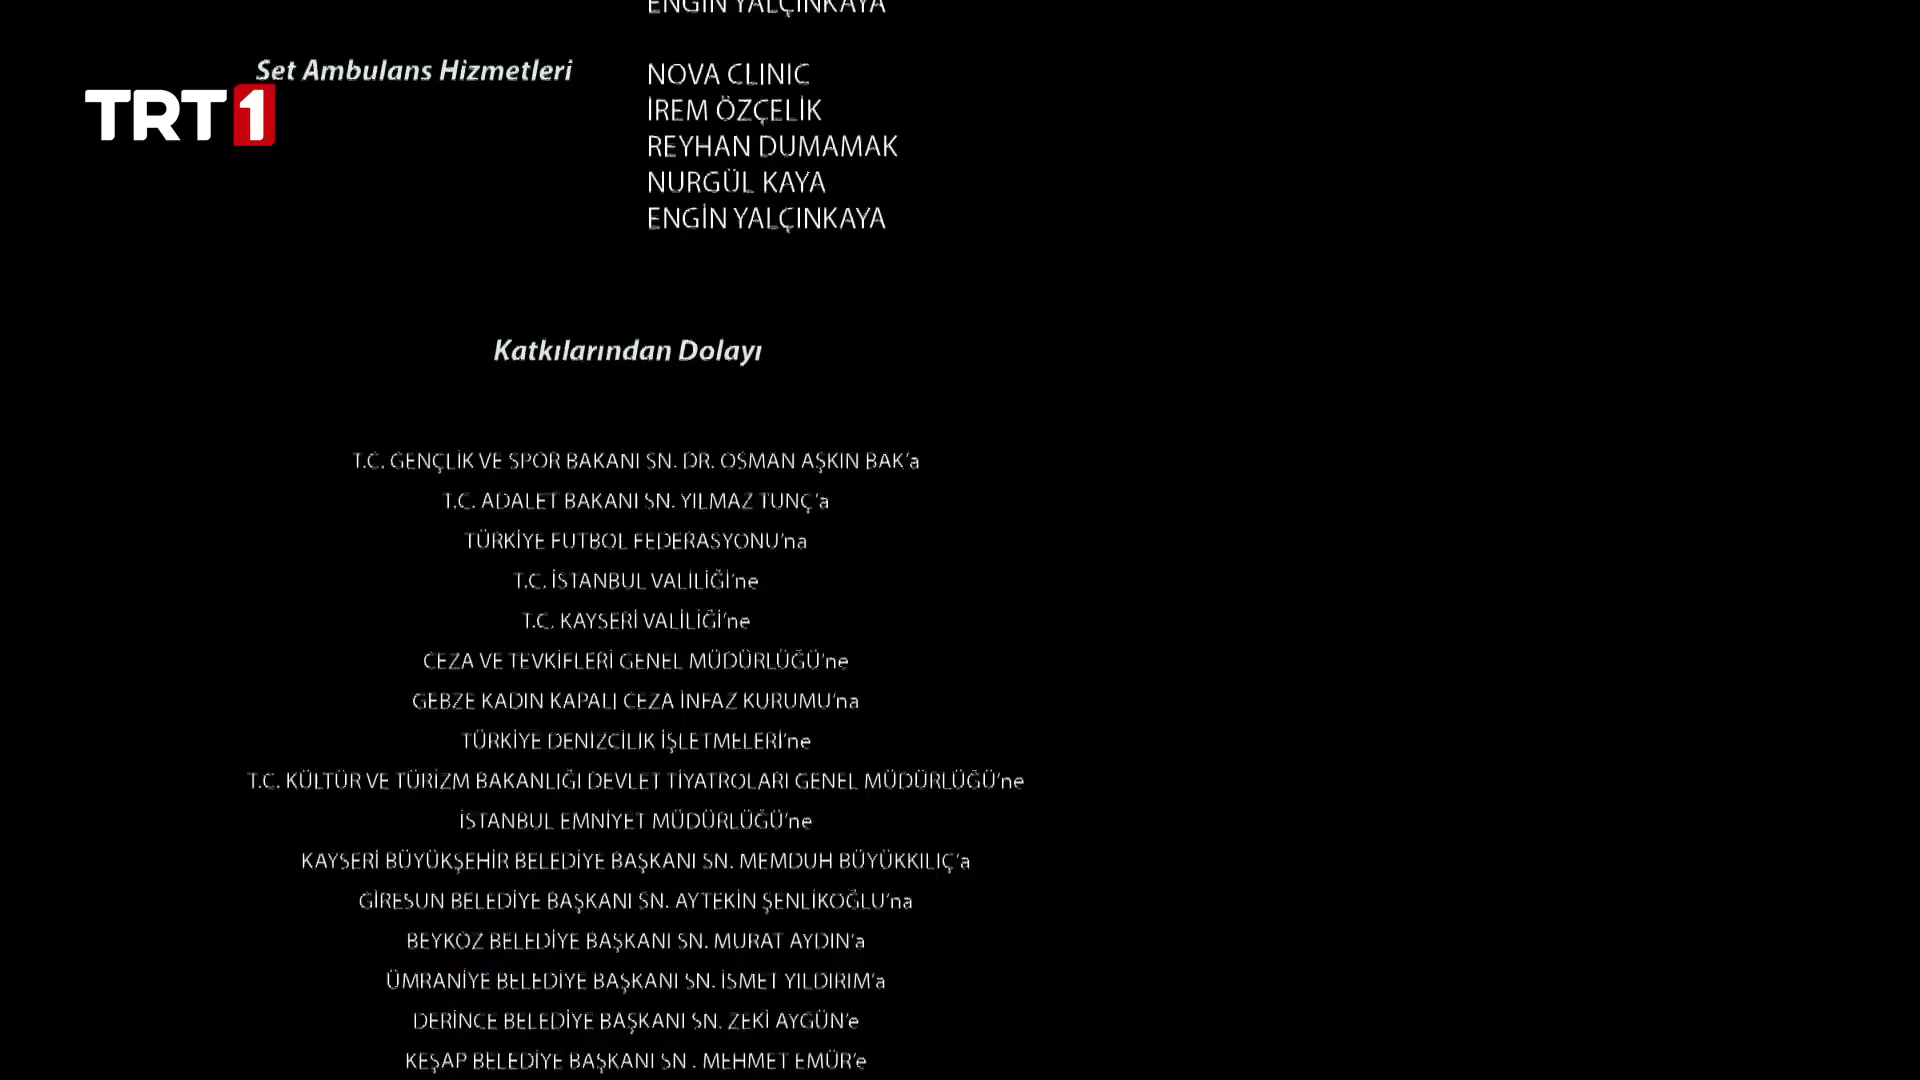 ENGİN YALÇINKAYA
Set Ambulans Hizmetleri
NOVA CLINIC
TRT 1
İREM ÖZÇELİK
REYHAN DUMAMAK
NURGÜL KAYA
ENGİN YALÇINKAYA
Katkılarından Dolayı
T.C. GENÇLİK VE SPOR BAKANI SN. DR. OSMAN AŞKIN BAK’a
T.C. ADALET BAKANI SN. YILMAZ TUNÇ’a
TÜRKİYE FUTBOL FEDERASYONU’na
T.C. İSTANBUL VALİLİĞİ’ne
T.C. KAYSERİ VALİLİĞİ’ne
CEZA VE TEVKİFLERİ GENEL MÜDÜRLÜĞÜ’ne
GEBZE KADIN KAPALI CEZA İNFAZ KURUMU’na
TÜRKİYE DENİZCİLİK İŞLETMELERİ’ne
T.C. KÜLTÜR VE TÜRİZM BAKANLIĞI DEVLET TİYATROLARI GENEL MÜDÜRLÜĞÜ’ne
İSTANBUL EMNİYET MÜDÜRLÜĞÜ’ne
KAYSERİ BÜYÜKŞEHİR BELEDİYE BAŞKANI SN. MEMDUH BÜYÜKKILIÇ’a
GİRESUN BELEDİYE BAŞKANI SN. AYTEKİN ŞENLİKOĞLU’na
BEYKOZ BELEDİYE BAŞKANI SN. MURAT AYDIN’a
ÜMRANİYE BELEDİYE BAŞKANI SN. İSMET YILDIRIM’a
DERİNCE BELEDİYE BAŞKANI SN. ZEKİ AYGÜN’e
KEŞAP BELEDİYE BAŞKANI SN . MEHMET EMÜR’e